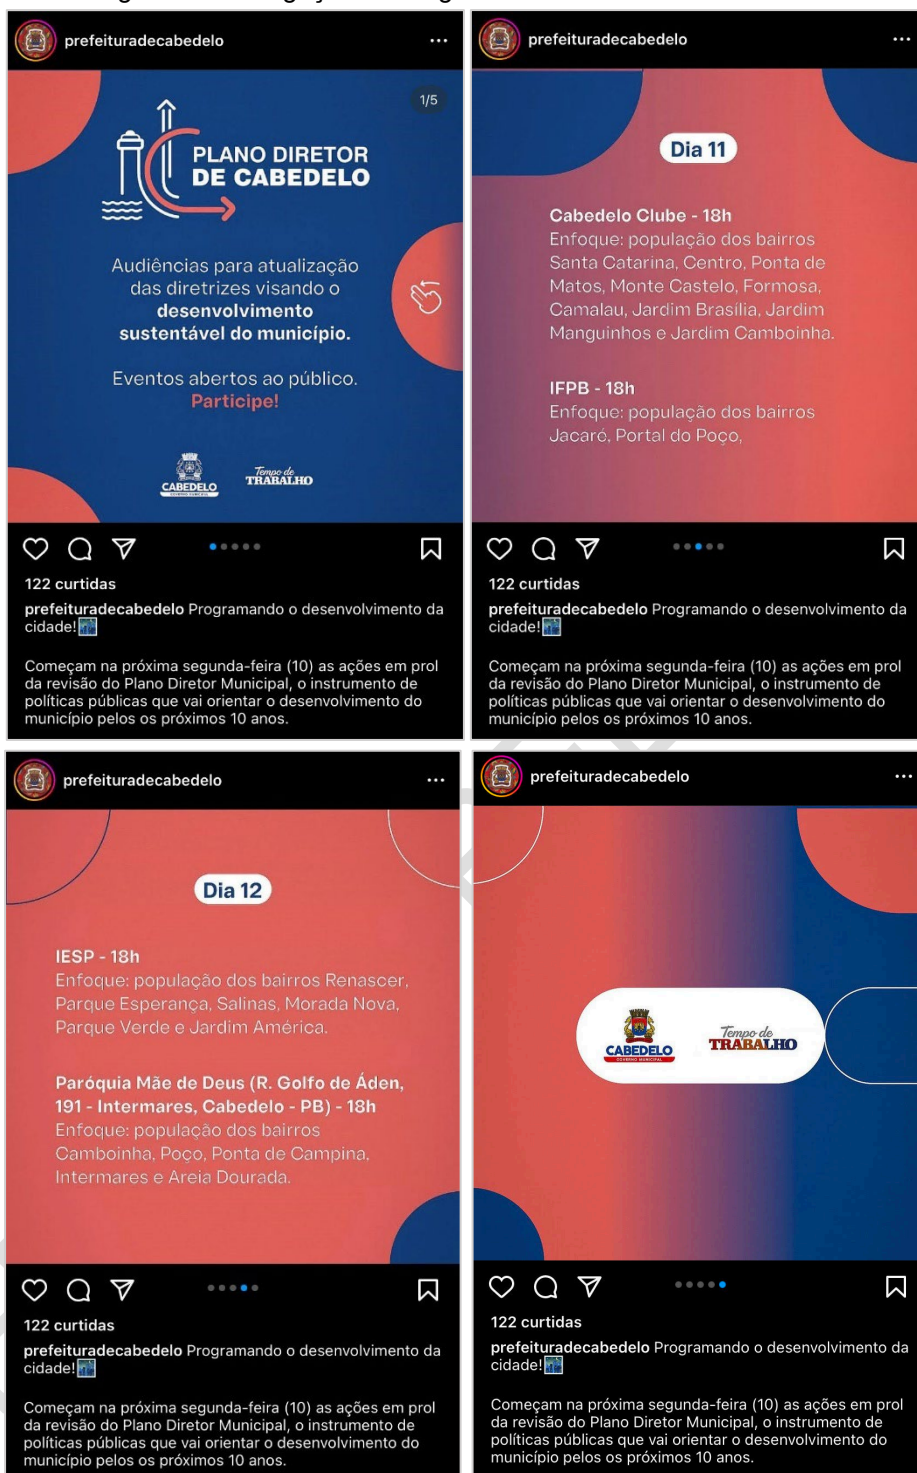 prefeituradecabedelo
1/5
PLANO DIRETOR
DE CABEDELO
Audiências para atualização
das diretrizes visando o
desenvolvimento
sustentável do município.
Eventos abertos ao público.
Participe!
CABEDELO
GOVERNO MUNICIPAL
Tempo de
TRABALHO
122 curtidas
prefeituradecabedelo Programando o desenvolvimento da
cidade!
Começam na próxima segunda-feira (10) as ações em prol
da revisão do Plano Diretor Municipal, o instrumento de
políticas públicas que vai orientar o desenvolvimento do
município pelos os próximos 10 anos.
prefeituradecabedelo
Dia 11
Cabedelo Clube - 18h
Enfoque: população dos bairros
Santa Catarina, Centro, Ponta de
Matos, Monte Castelo, Formosa,
Camalau, Jardim Brasília, Jardim
Manguinhos e Jardim Camboinha.
IFPB - 18h
Enfoque: população dos bairros
Jacaré, Portal do Poço,
122 curtidas
prefeituradecabedelo Programando o desenvolvimento da
cidade!
Começam na próxima segunda-feira (10) as ações em prol
da revisão do Plano Diretor Municipal, o instrumento de
políticas públicas que vai orientar o desenvolvimento do
município pelos os próximos 10 anos.
prefeituradecabedelo
Dia 12
IESP - 18h
Enfoque: população dos bairros Renascer,
Parque Esperança, Salinas, Morada Nova,
Parque Verde e Jardim América.
Paróquia Mãe de Deus (R. Golfo de Áden,
191 - Intermares, Cabedelo - PB) - 18h
Enfoque: população dos bairros
Camboinha, Poço, Ponta de Campina,
Intermares e Areia Dourada.
122 curtidas
prefeituradecabedelo Programando o desenvolvimento da
cidade!
Começam na próxima segunda-feira (10) as ações em prol
da revisão do Plano Diretor Municipal, o instrumento de
políticas públicas que vai orientar o desenvolvimento do
município pelos os próximos 10 anos.
prefeituradecabedelo
CABEDELO
GOVERNO MUNICIPAL
Tempo de
TRABALHO
122 curtidas
prefeituradecabedelo Programando o desenvolvimento da
cidade!
Começam na próxima segunda-feira (10) as ações em prol
da revisão do Plano Diretor Municipal, o instrumento de
políticas públicas que vai orientar o desenvolvimento do
município pelos os próximos 10 anos.